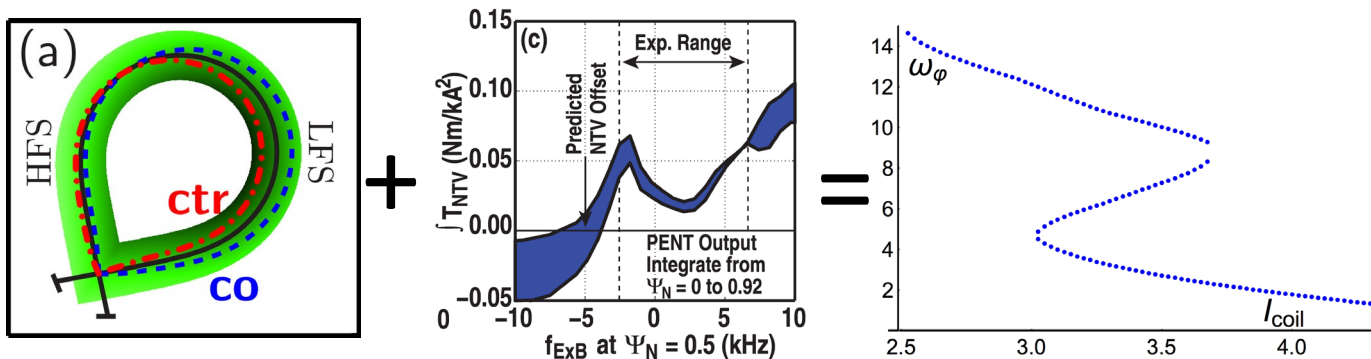 (a)
HFS
LFS
ctr
co
+
(c)
∫ T_NTV (Nm/kA²)
0.15
0.10
0.05
0.00
−0.05
0
Exp. Range
Predicted
NTV Offset
PENT Output
Integrate from
Ψ_N = 0 to 0.92
−10 −5 0 5 10
f_ExB at Ψ_N = 0.5 (kHz)
=
ω_φ
14
12
10
8
6
4
2
I_coil
2.5 3.0 3.5 4.0